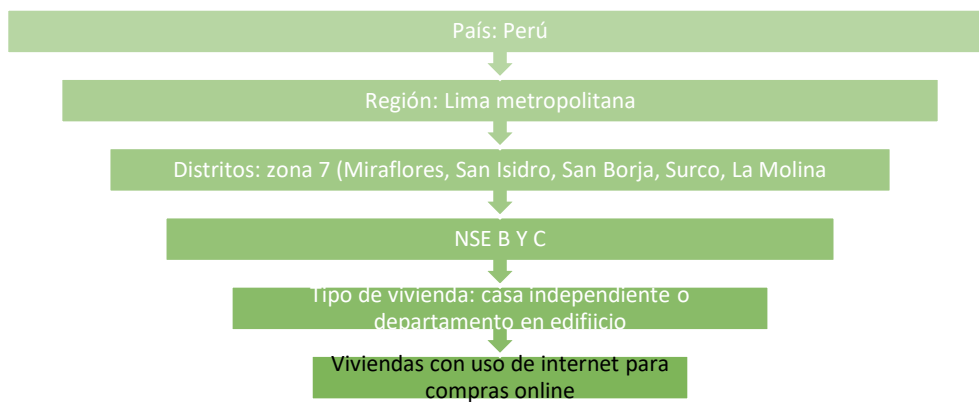 País: Perú
Región: Lima metropolitana
Distritos: zona 7 (Miraflores, San Isidro, San Borja, Surco, La Molina
NSE B Y C
Tipo de vivienda: casa independiente o
departamento en edifiicio
Viviendas con uso de internet para
compras online